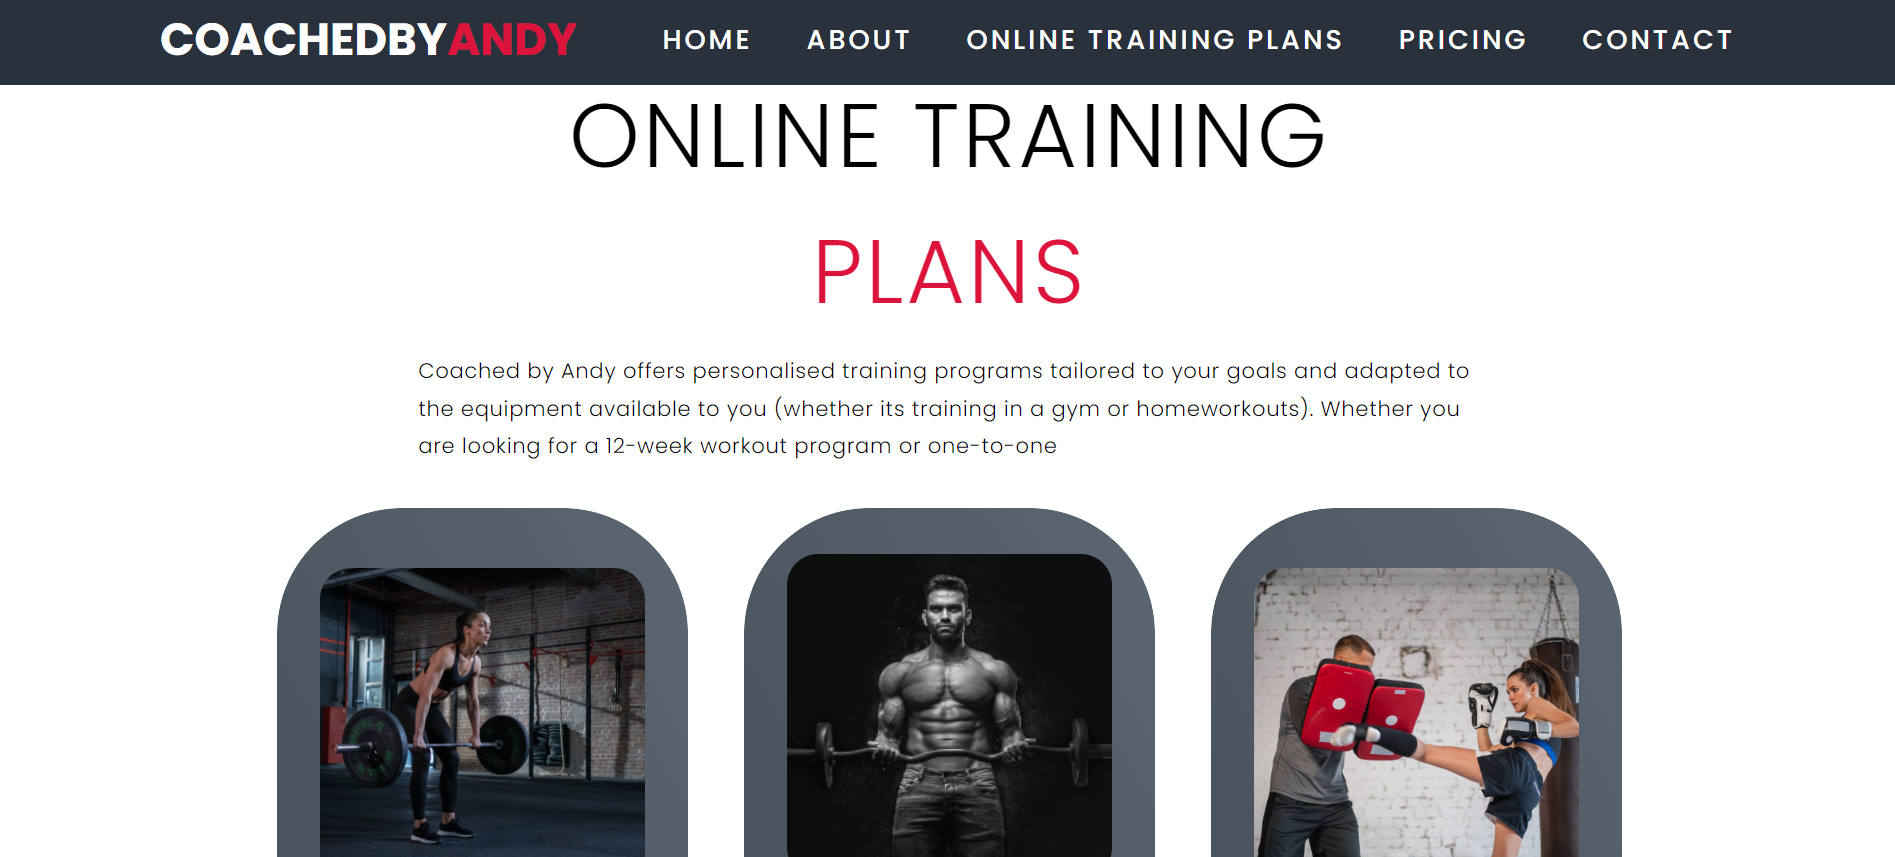 COACHEDBYANDY HOME ABOUT ONLINE TRAINING PLANS PRICING CONTACT
ONLINE TRAINING
PLANS
Coached by Andy offers personalised training programs tailored to your goals and adapted to
the equipment available to you (whether its training in a gym or homeworkouts). Whether you
are looking for a 12-week workout program or one-to-one